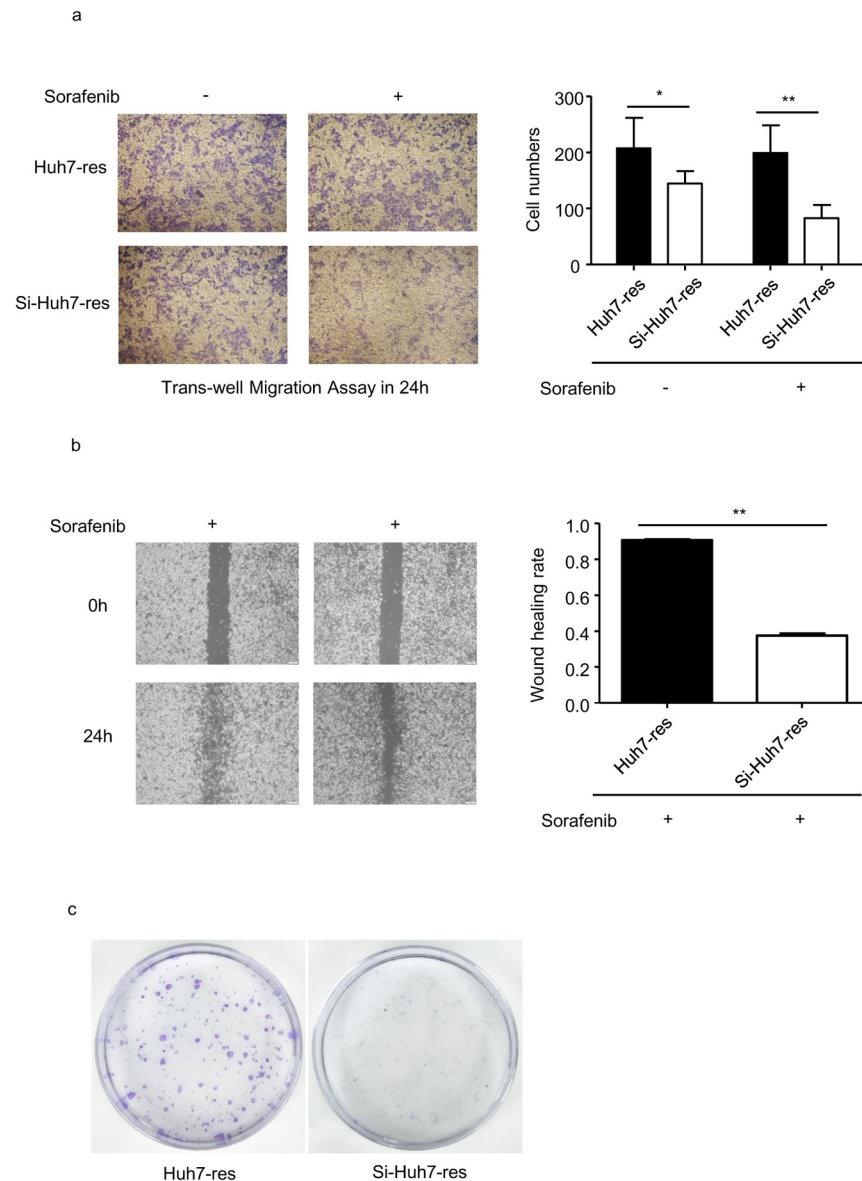 a
Sorafenib - +
Huh7-res
Si-Huh7-res
Trans-well Migration Assay in 24h
300
200
100
0
Cell numbers
* **
Huh7-res Si-Huh7-res Huh7-res Si-Huh7-res
Sorafenib - +
b
Sorafenib + +
0h
24h
1.0
0.8
0.6
0.4
0.2
0.0
Wound healing rate
**
Huh7-res Si-Huh7-res
Sorafenib + +
c
Huh7-res Si-Huh7-res